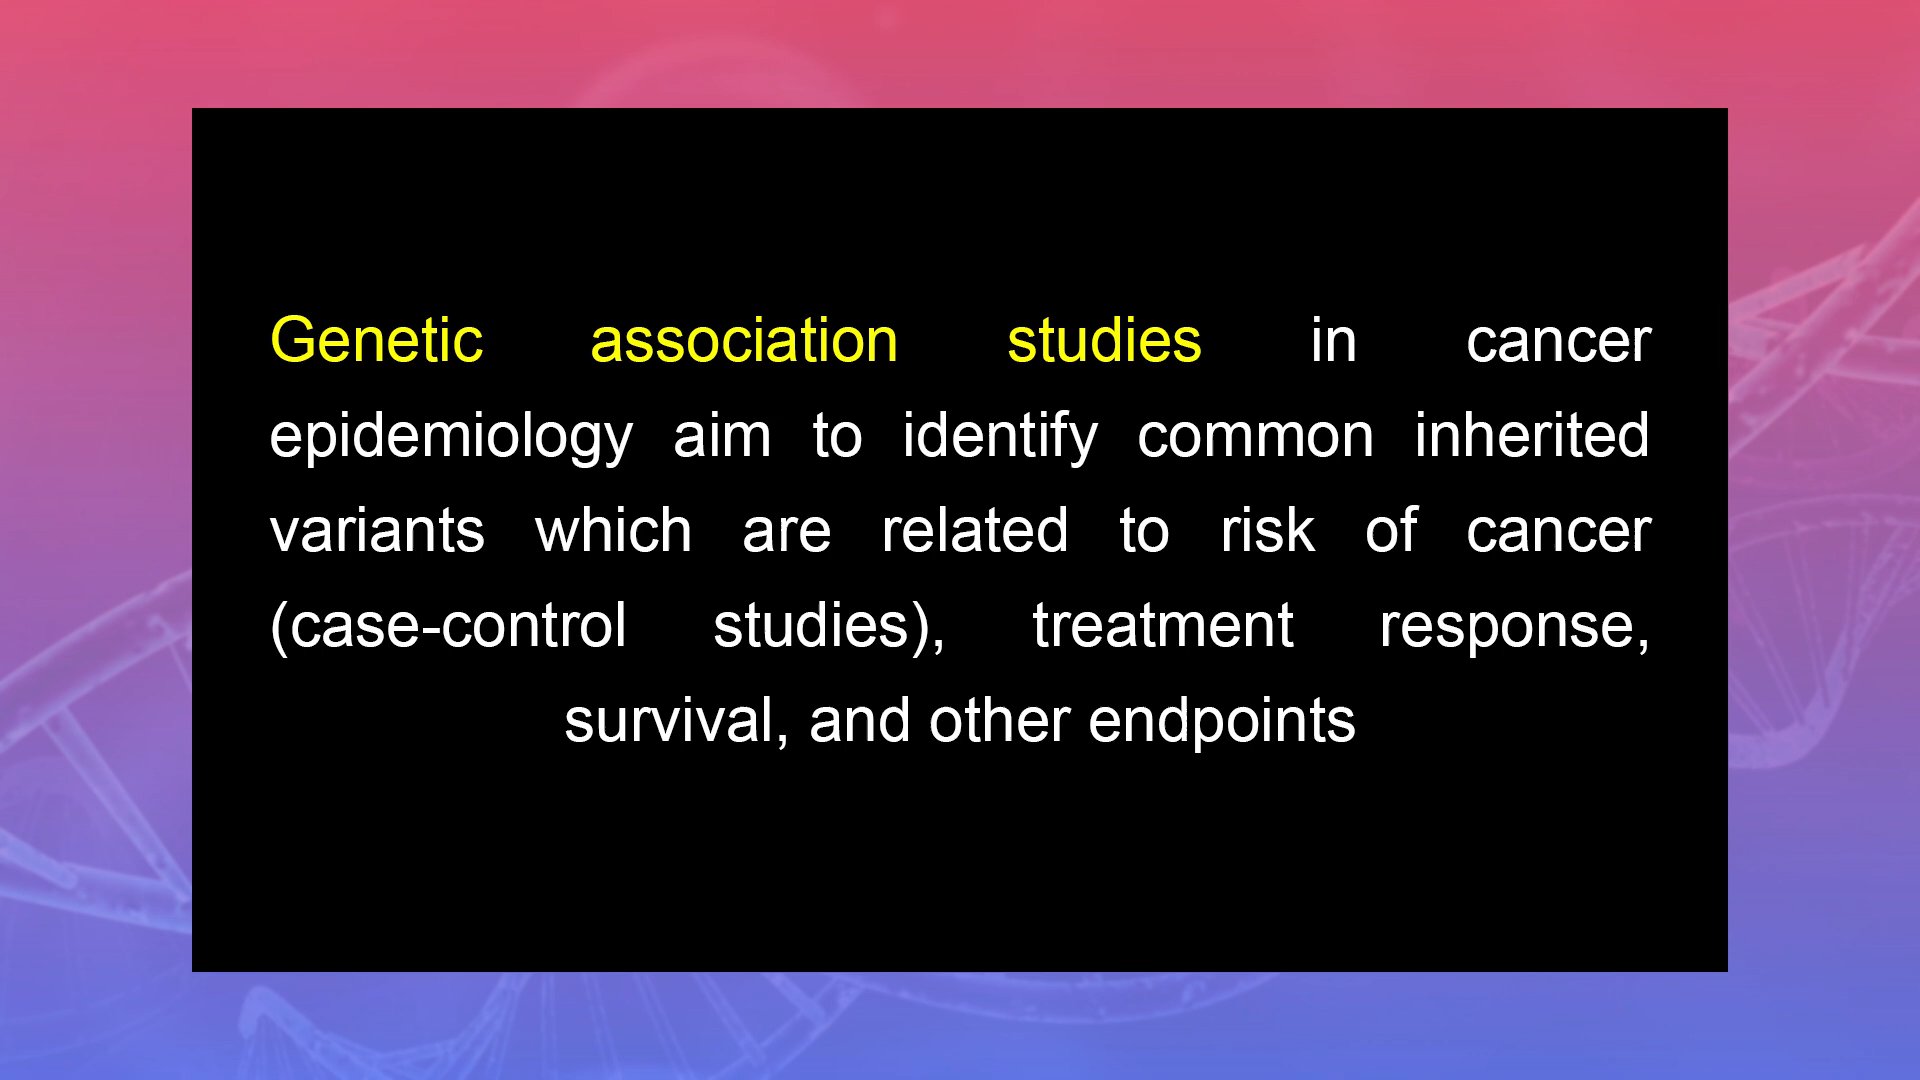 Genetic association studies in cancer
epidemiology aim to identify common inherited
variants which are related to risk of cancer
(case-control studies), treatment response,
survival, and other endpoints